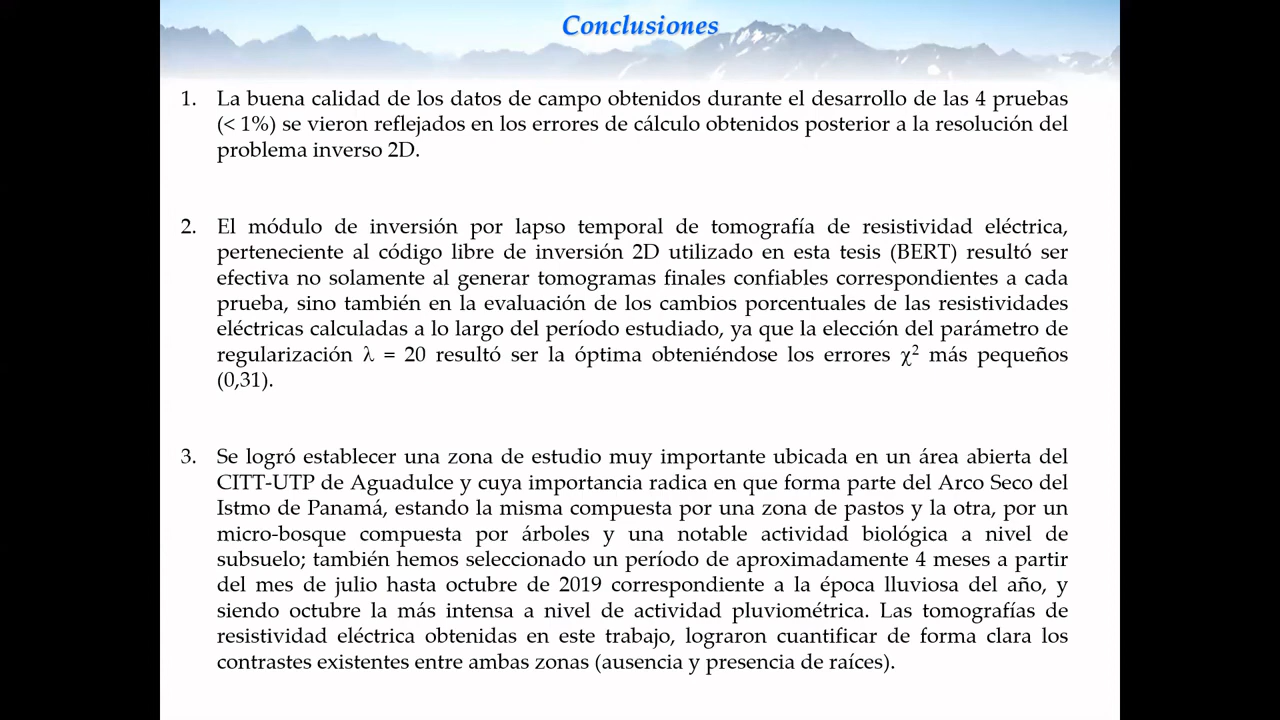 Conclusiones
1. La buena calidad de los datos de campo obtenidos durante el desarrollo de las 4 pruebas
(< 1%) se vieron reflejados en los errores de cálculo obtenidos posterior a la resolución del
problema inverso 2D.
2. El módulo de inversión por lapso temporal de tomografía de resistividad eléctrica,
perteneciente al código libre de inversión 2D utilizado en esta tesis (BERT) resultó ser
efectiva no solamente al generar tomogramas finales confiables correspondientes a cada
prueba, sino también en la evaluación de los cambios porcentuales de las resistividades
eléctricas calculadas a lo largo del período estudiado, ya que la elección del parámetro de
regularización λ = 20 resultó ser la óptima obteniéndose los errores χ² más pequeños
(0,31).
3. Se logró establecer una zona de estudio muy importante ubicada en un área abierta del
CITT-UTP de Aguadulce y cuya importancia radica en que forma parte del Arco Seco del
Istmo de Panamá, estando la misma compuesta por una zona de pastos y la otra, por un
micro-bosque compuesta por árboles y una notable actividad biológica a nivel de
subsuelo; también hemos seleccionado un período de aproximadamente 4 meses a partir
del mes de julio hasta octubre de 2019 correspondiente a la época lluviosa del año, y
siendo octubre la más intensa a nivel de actividad pluviométrica. Las tomografías de
resistividad eléctrica obtenidas en este trabajo, lograron cuantificar de forma clara los
contrastes existentes entre ambas zonas (ausencia y presencia de raíces).